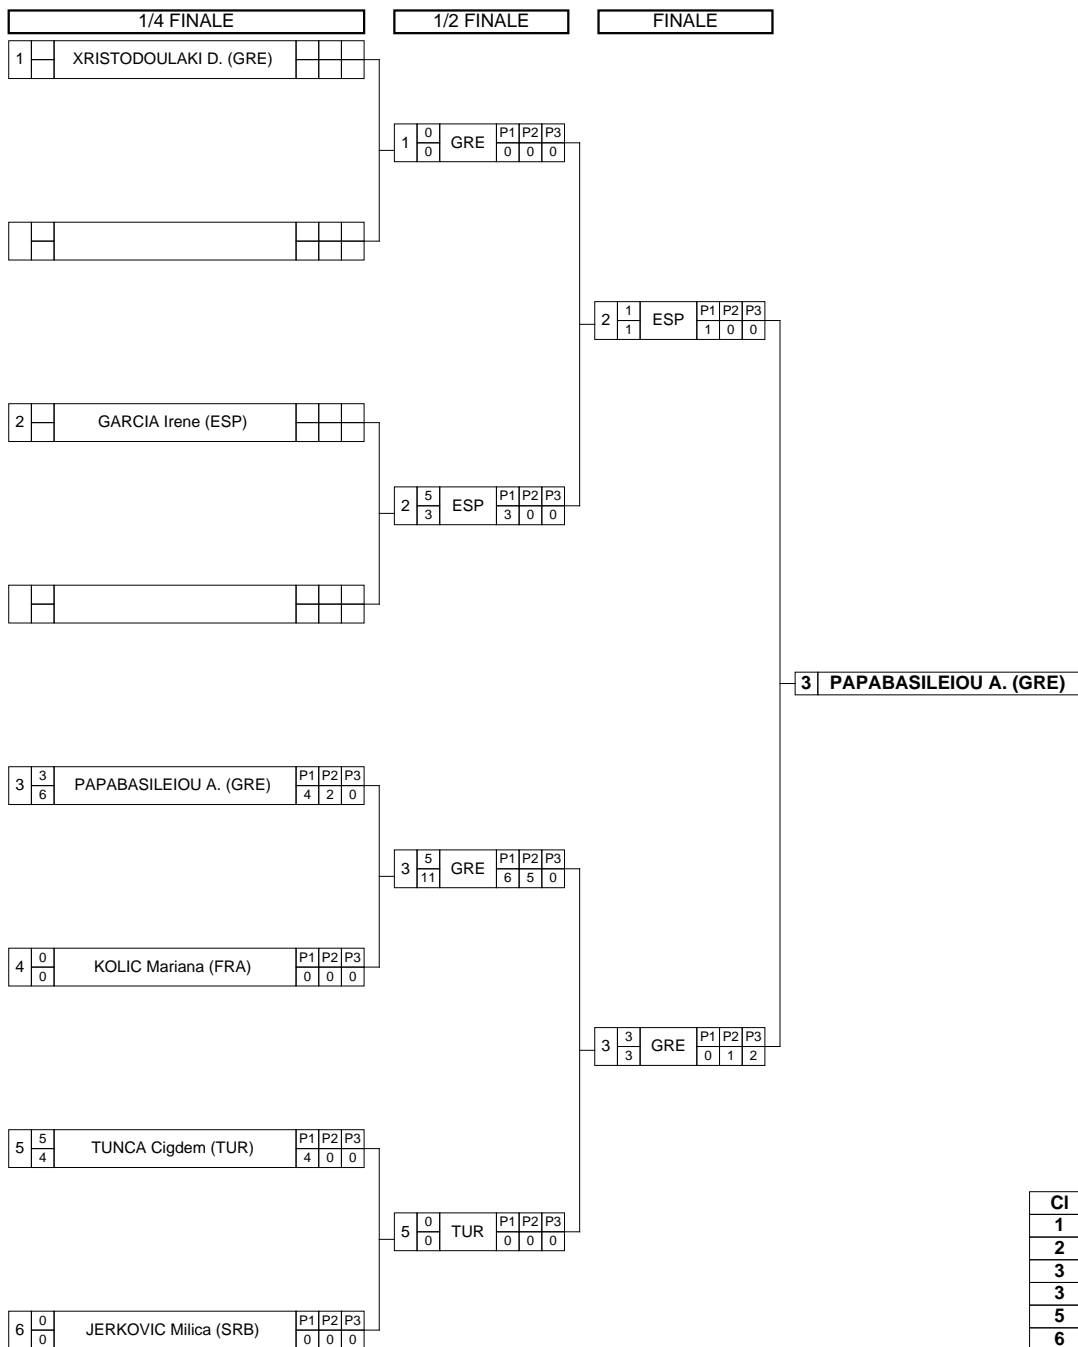 1/4 FINALE 1/2 FINALE FINALE
1 XRISTODOULAKI D. (GRE)
1 0 GRE P1 P2 P3
0 0 0 0
2 1 ESP P1 P2 P3
1 1 0 0
2 GARCIA Irene (ESP)
2 5 ESP P1 P2 P3
3 3 0 0
3 PAPABASILEIOU A. (GRE)
3 3 PAPABASILEIOU A. (GRE) P1 P2 P3
6 4 2 0
3 5 GRE P1 P2 P3
11 6 5 0
4 0 KOLIC Mariana (FRA) P1 P2 P3
0 0 0 0
3 3 GRE P1 P2 P3
3 0 1 2
5 5 TUNCA Cigdem (TUR) P1 P2 P3
4 4 0 0
5 0 TUR P1 P2 P3
0 0 0 0
6 0 JERKOVIC Milica (SRB) P1 P2 P3
0 0 0 0
Cl
1
2
3
3
5
6